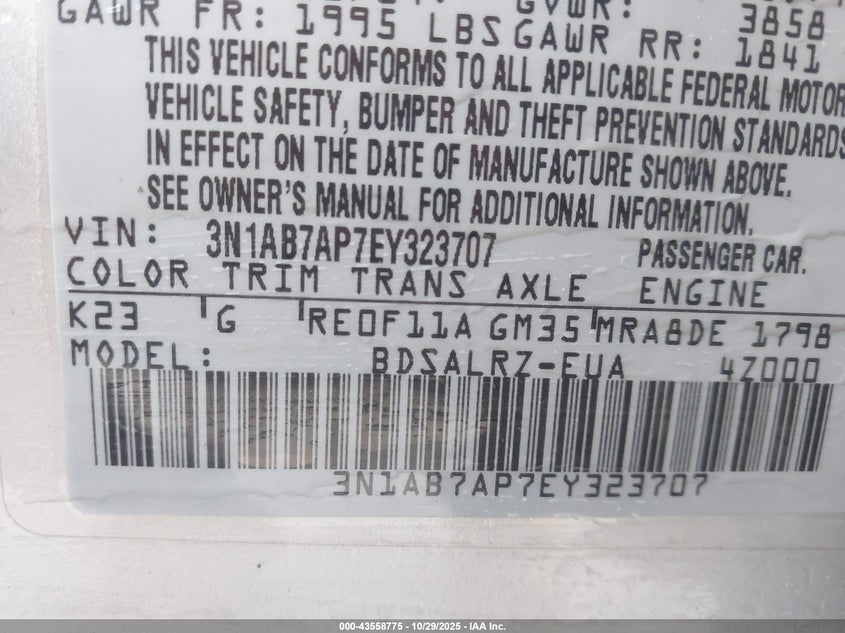 GVWR: 3858
GAWR FR: 1995 LBS GAWR RR: 1841
THIS VEHICLE CONFORMS TO ALL APPLICABLE FEDERAL MOTOR
VEHICLE SAFETY, BUMPER AND THEFT PREVENTION STANDARDS
IN EFFECT ON THE DATE OF MANUFACTURE SHOWN ABOVE.
SEE OWNER'S MANUAL FOR ADDITIONAL INFORMATION.
VIN: 3N1AB7AP7EY323707 PASSENGER CAR.
COLOR TRIM TRANS AXLE ENGINE
K23 G RE0F11A GM35 MRA8DE 1798
MODEL: BDSALRZ-EUA 4Z000
3N1AB7AP7EY323707
000-43558775 - 10/29/2025 - IAA Inc.